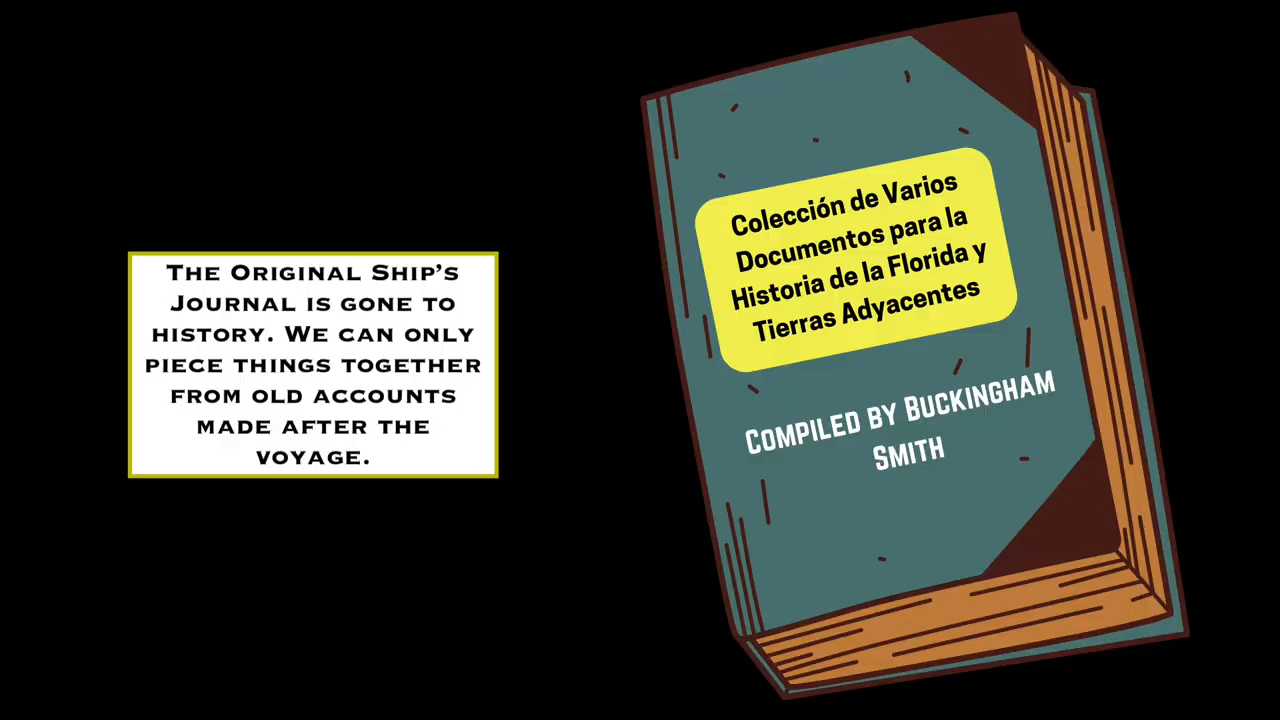 The Original Ship's
Journal is gone to
history. We can only
piece things together
from old accounts
made after the
voyage.
Colección de Varios
Documentos para la
Historia de la Florida y
Tierras Adyacentes
Compiled by Buckingham
Smith